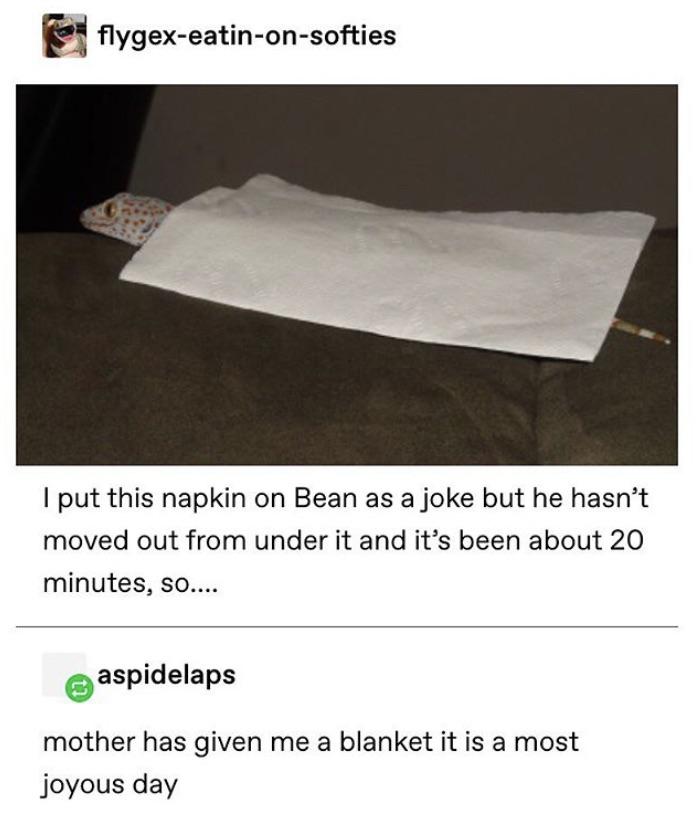 flygex-eatin-on-softies
I put this napkin on Bean as a joke but he hasn’t
moved out from under it and it’s been about 20
minutes, so....
aspidelaps
mother has given me a blanket it is a most
joyous day